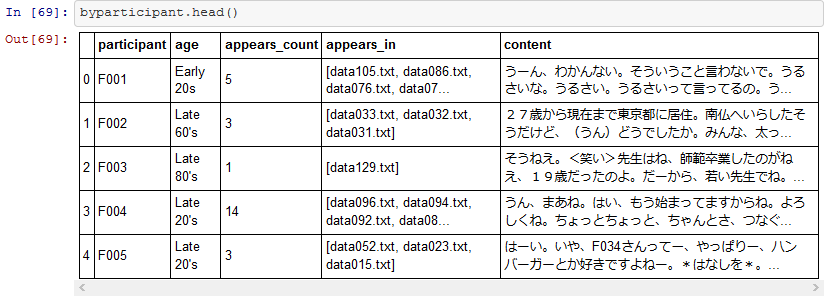 In [69]: byparticipant.head()
Out[69]:
participant age appears_count appears_in content
0 F001 Early 20s 5 [data105.txt, data086.txt, data076.txt, data07... うーん、わかんない。そういうこと言わないで。うるさいな。うるさい。うるさいって言ってるの。う...
1 F002 Late 60's 3 [data033.txt, data032.txt, data031.txt] 27歳から現在まで東京都に居住。南仏へいらしたそうだけど、（うん）どうでしたか。みんな、太っ...
2 F003 Late 80's 1 [data129.txt] そうねえ。<笑い>先生はね、師範卒業したのがねえ、19歳だったのよ。だーから、若い先生でね。...
3 F004 Late 20's 14 [data096.txt, data094.txt, data092.txt, data08... うん、まあね。はい、もう始まってますからね。よろしくね。ちょっとちょっと、ちゃんとさ、つなぐ...
4 F005 Late 20's 3 [data052.txt, data023.txt, data015.txt] はーい。いや、F034さんってー、やっぱりー、ハンバーガーとか好きですよねー。＊はなしを＊。...